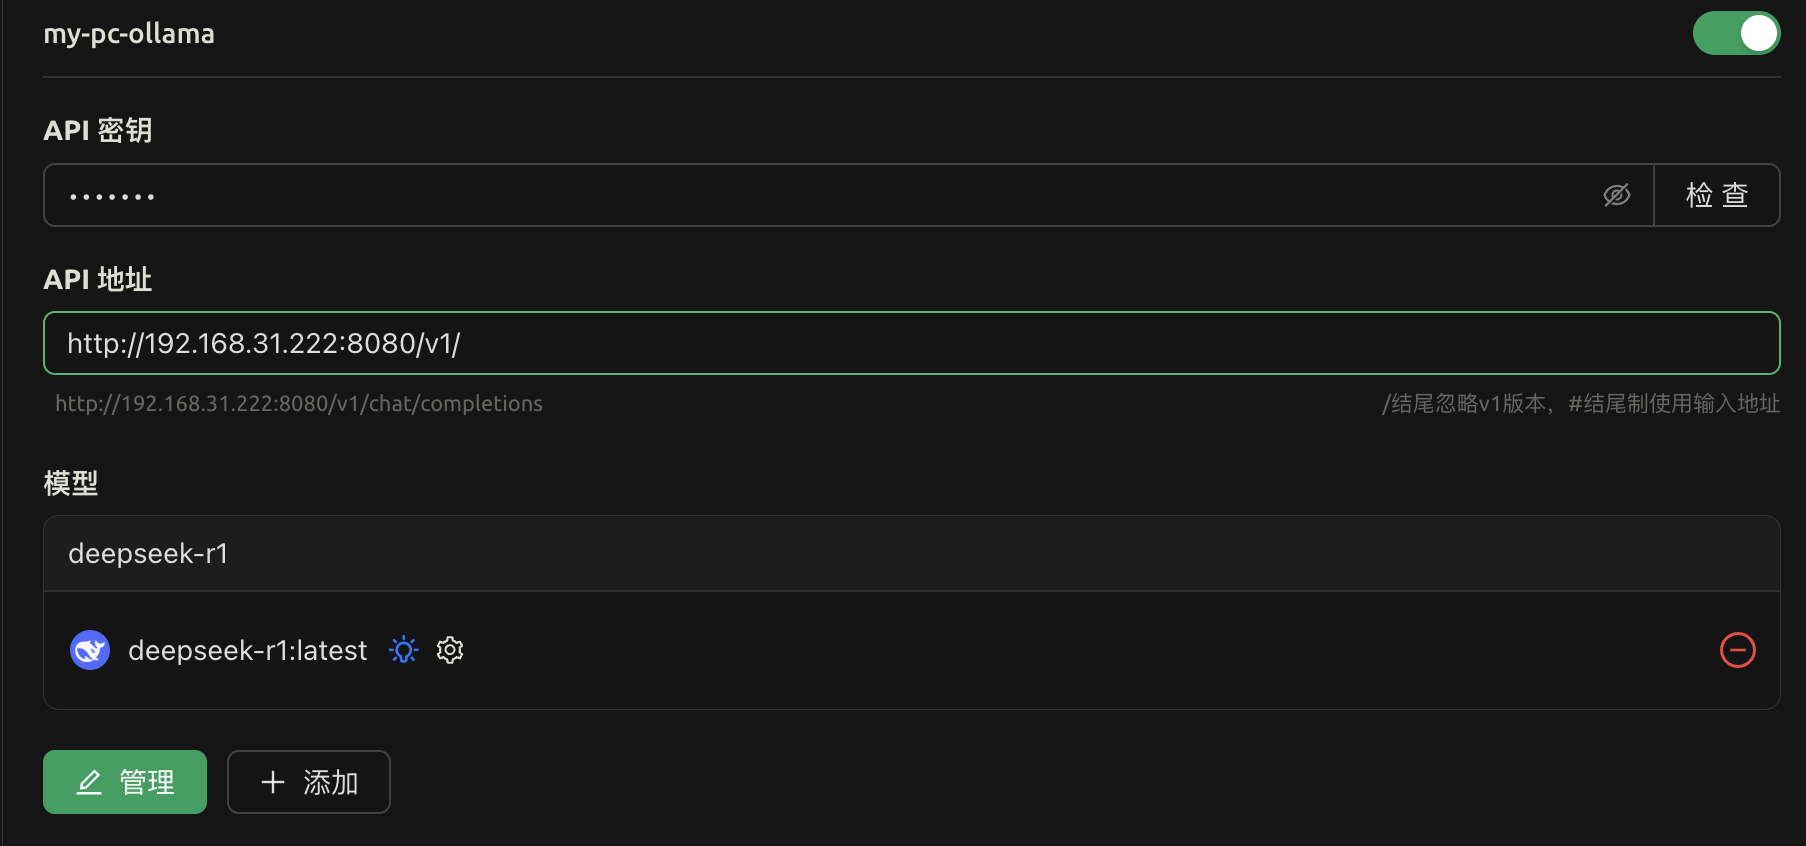 my-pc-ollama
API 密钥
•••••••
检 查
API 地址
http://192.168.31.222:8080/v1/
http://192.168.31.222:8080/v1/chat/completions
/结尾忽略v1版本，#结尾制使用输入地址
模型
deepseek-r1
deepseek-r1:latest
管理
添加